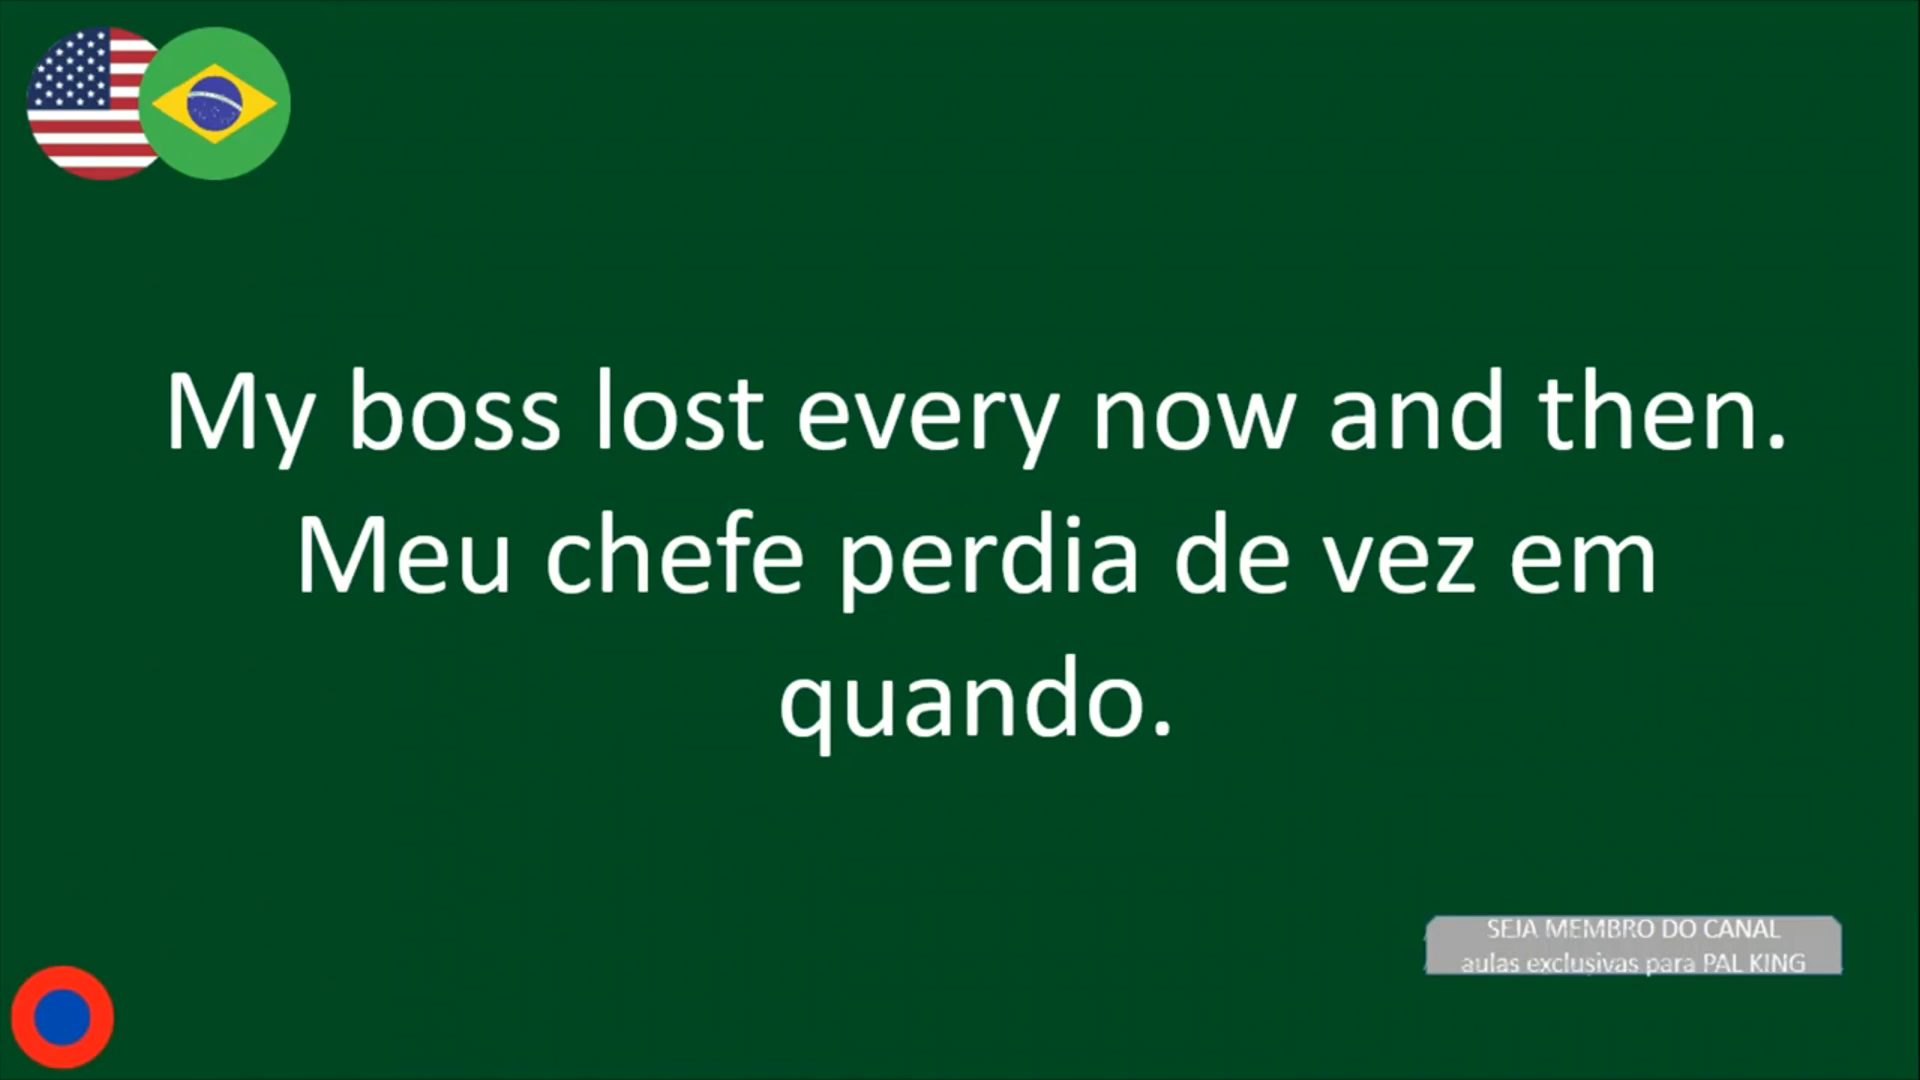 My boss lost every now and then.
Meu chefe perdia de vez em
quando.
SEJA MEMBRO DO CANAL
aulas exclusivas para PAL KING